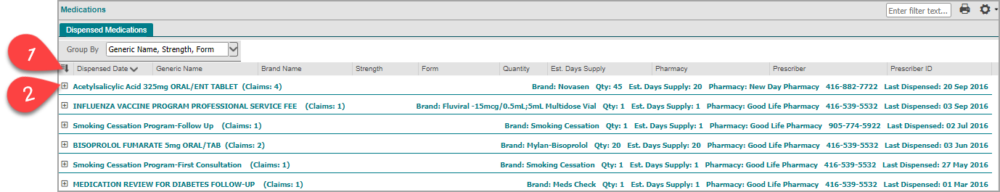 Medications Enter filter text...
Dispensed Medications
Group By Generic Name, Strength, Form
1
Dispensed Date Generic Name Brand Name Strength Form Quantity Est. Days Supply Pharmacy Prescriber Prescriber ID
2
Acetylsalicylic Acid 325mg ORAL/ENT TABLET (Claims: 4) Brand: Novasen Qty: 45 Est. Days Supply: 20 Pharmacy: New Day Pharmacy 416-882-7722 Last Dispensed: 20 Sep 2016
INFLUENZA VACCINE PROGRAM PROFESSIONAL SERVICE FEE (Claims: 1) Brand: Fluviral -15mcg/0.5mL;5mL Multidose Vial Qty: 1 Est. Days Supply: 1 Pharmacy: Good Life Pharmacy 416-539-5532 Last Dispensed: 03 Sep 2016
Smoking Cessation Program-Follow Up (Claims: 1) Brand: Smoking Cessation Qty: 1 Est. Days Supply: 1 Pharmacy: Good Life Pharmacy 905-774-5922 Last Dispensed: 02 Jul 2016
BISOPROLOL FUMARATE 5mg ORAL/TAB (Claims: 2) Brand: Mylan-Bisoprolol Qty: 20 Est. Days Supply: 20 Pharmacy: Good Life Pharmacy 416-539-5532 Last Dispensed: 03 Jun 2016
Smoking Cessation Program-First Consultation (Claims: 1) Brand: Smoking Cessation Qty: 1 Est. Days Supply: 1 Pharmacy: Good Life Pharmacy 416-539-5532 Last Dispensed: 27 May 2016
MEDICATION REVIEW FOR DIABETES FOLLOW-UP (Claims: 1) Brand: Meds Check Qty: 1 Est. Days Supply: 1 Pharmacy: Good Life Pharmacy 416-539-5532 Last Dispensed: 01 Mar 2016